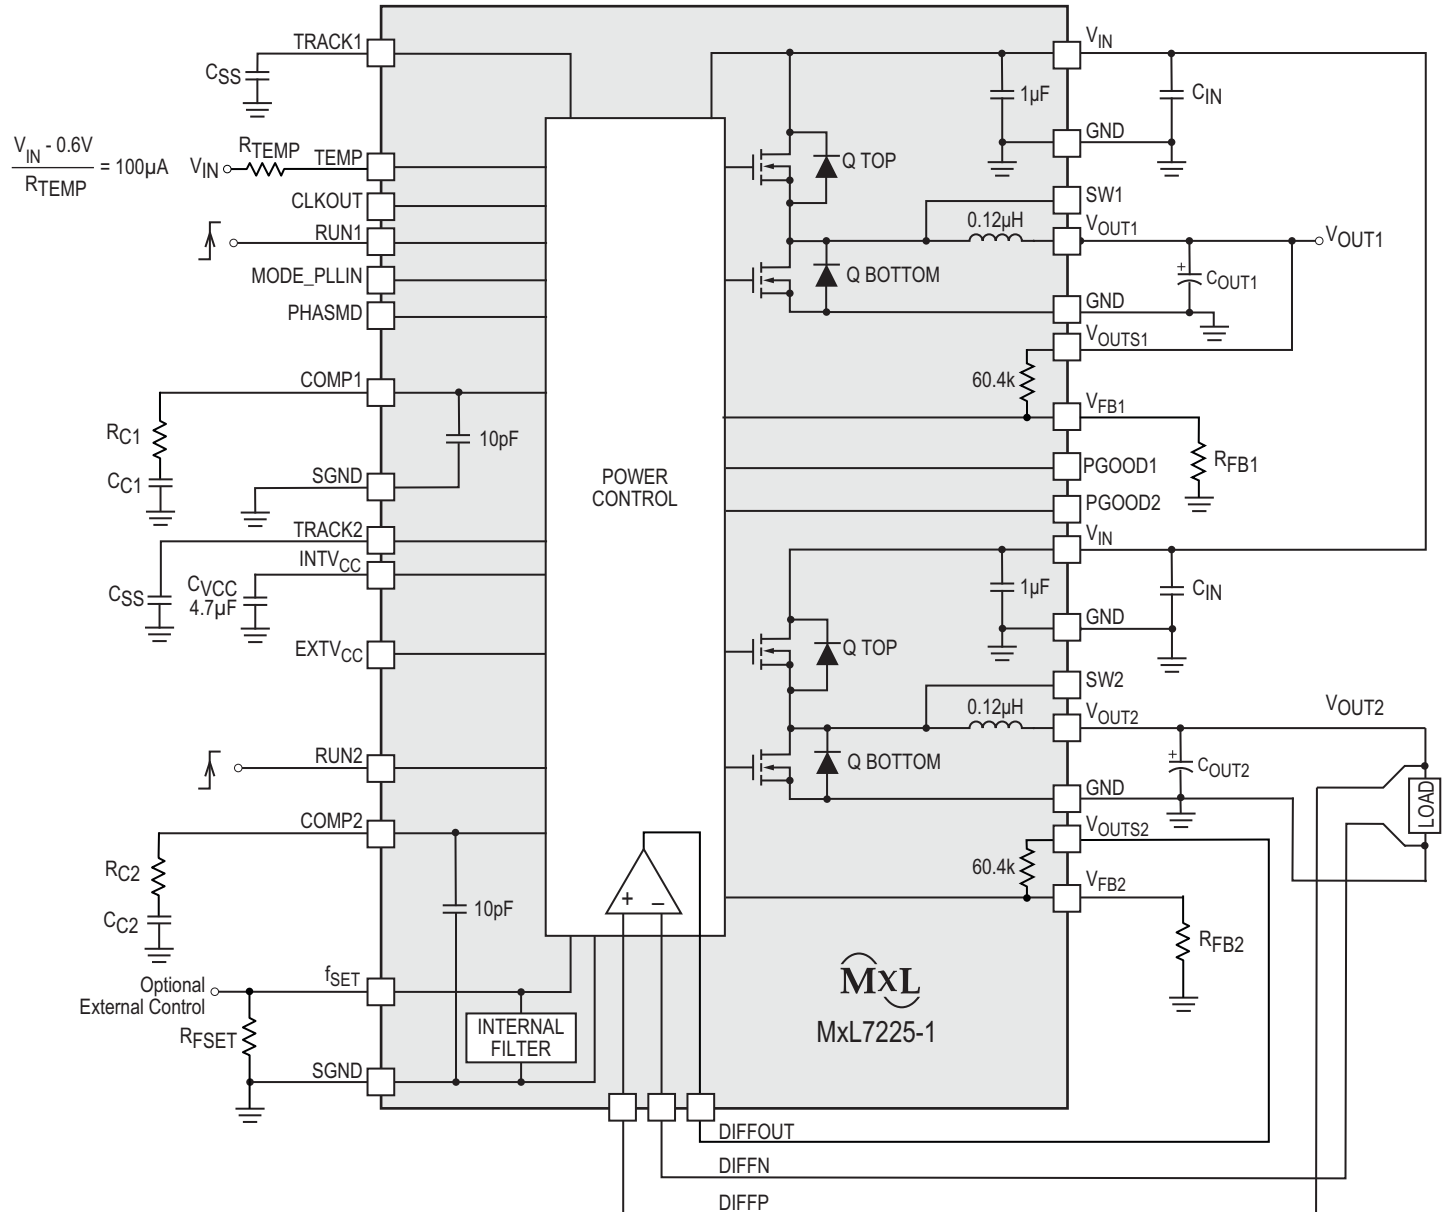 TRACK1
CSS
VIN - 0.6V
RTEMP
= 100µA
VIN
RTEMP
TEMP
CLKOUT
RUN1
MODE_PLLIN
PHASMD
COMP1
RC1
CC1
10pF
SGND
TRACK2
INTVCC
CSS
CVCC
4.7µF
EXTVCC
RUN2
COMP2
RC2
CC2
10pF
fSET
Optional
External Control
RFSET
INTERNAL
FILTER
SGND
POWER
CONTROL
+
–
VIN
1µF
CIN
GND
Q TOP
SW1
0.12µH
VOUT1
VOUT1
Q BOTTOM
+
COUT1
GND
VOUTS1
60.4k
VFB1
RFB1
PGOOD1
PGOOD2
VIN
1µF
CIN
GND
Q TOP
SW2
0.12µH
VOUT2
VOUT2
Q BOTTOM
+
COUT2
GND
LOAD
VOUTS2
60.4k
VFB2
RFB2
MxL
MxL7225-1
DIFFOUT
DIFFN
DIFFP